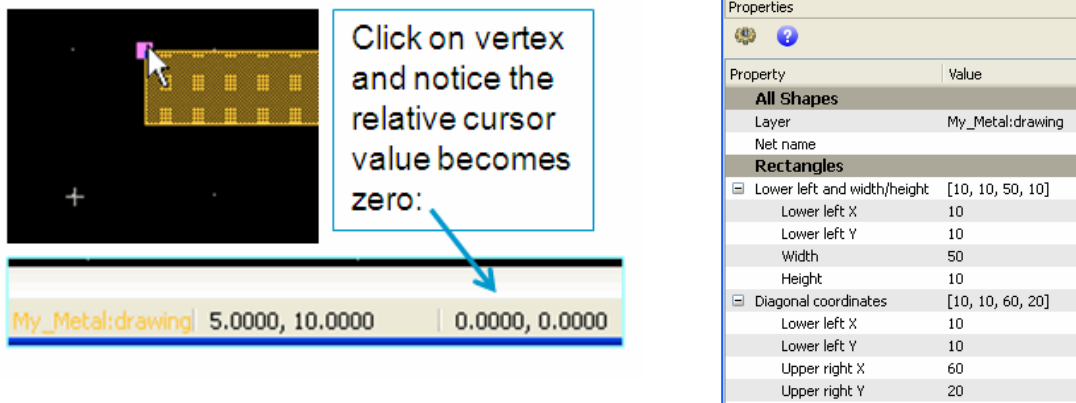 Click on vertex
and notice the
relative cursor
value becomes
zero:
My_Metal:drawing 5.0000, 10.0000 0.0000, 0.0000
Properties
Property Value
All Shapes
Layer My_Metal:drawing
Net name
Rectangles
Lower left and width/height [10, 10, 50, 10]
Lower left X 10
Lower left Y 10
Width 50
Height 10
Diagonal coordinates [10, 10, 60, 20]
Lower left X 10
Lower left Y 10
Upper right X 60
Upper right Y 20